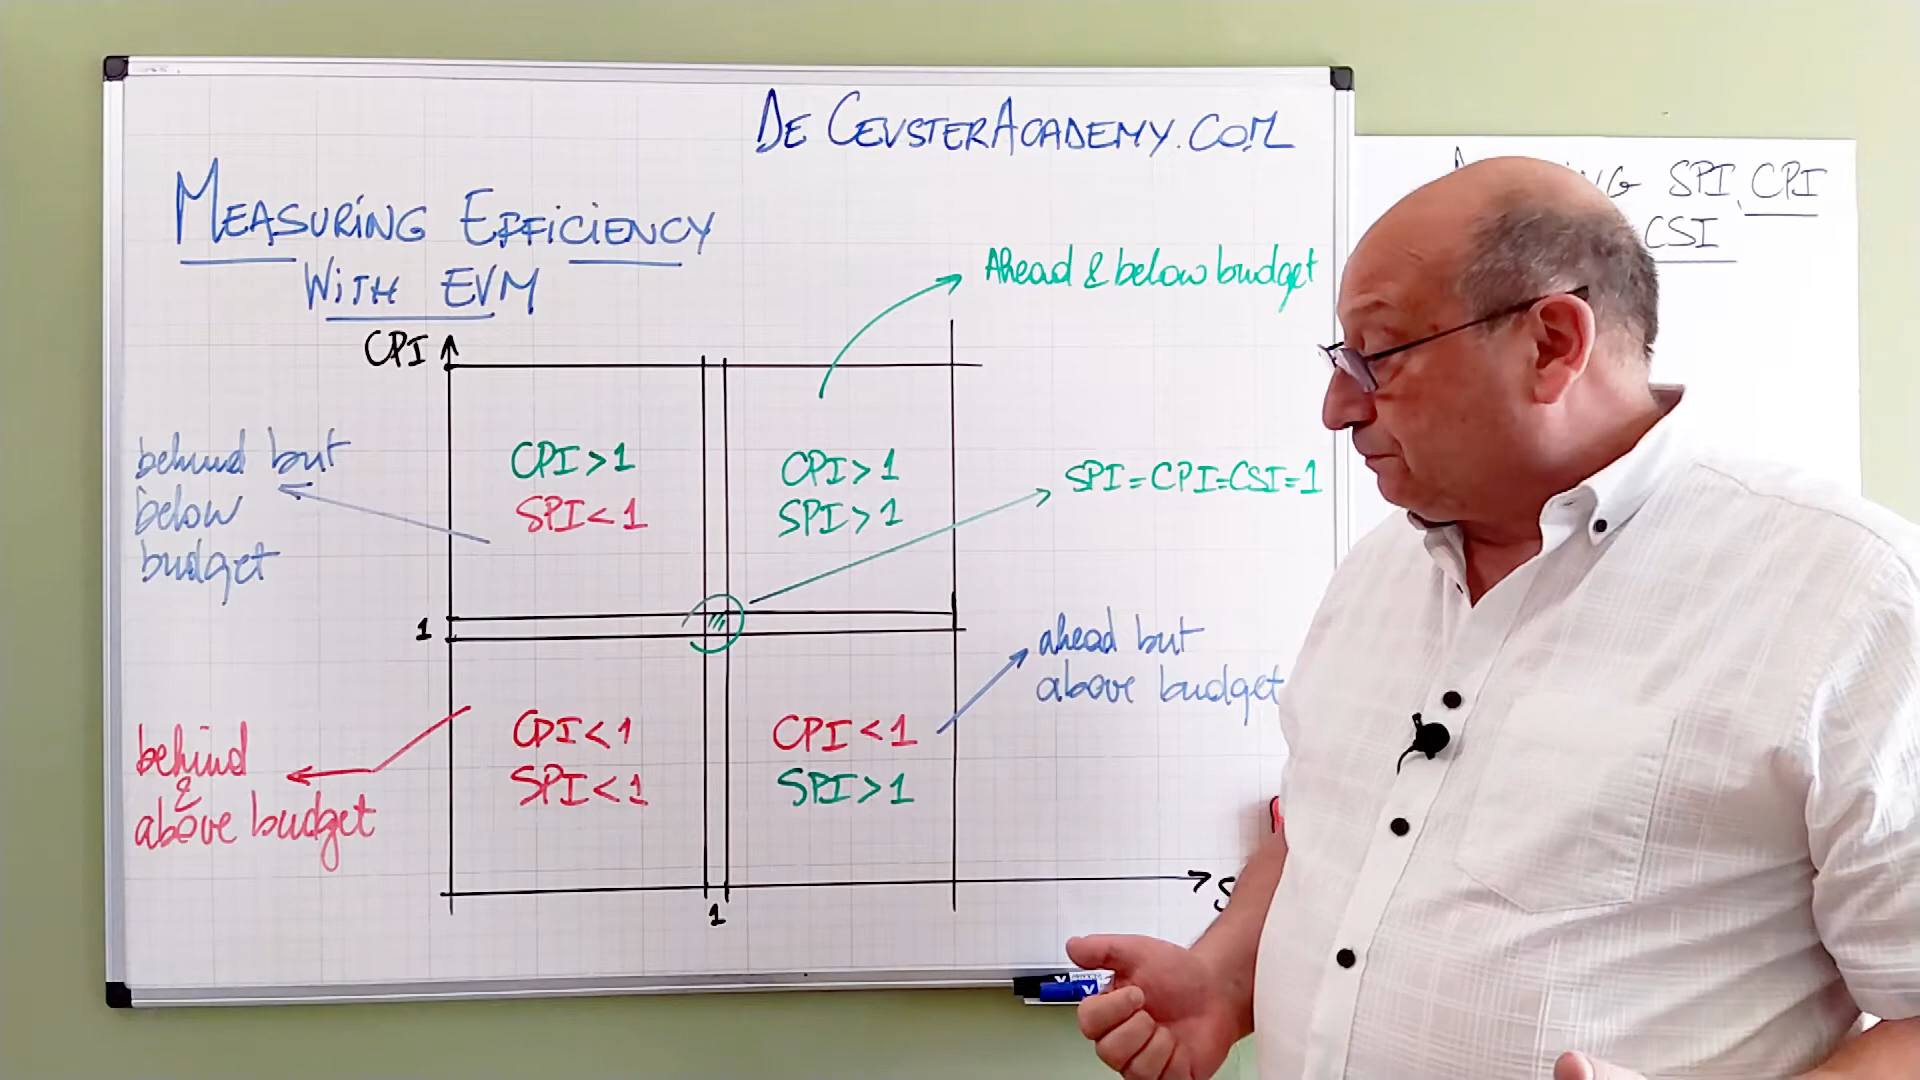 De CeusterAcademy.com
Measuring Efficiency
With EVM
SPI, CPI
CSI
CPI
Ahead & below budget
behind but
below
budget
CPI > 1
SPI < 1
CPI > 1
SPI > 1
SPI = CPI = CSI = 1
1
ahead but
above budget
behind
&
above budget
CPI < 1
SPI < 1
CPI < 1
SPI > 1
1